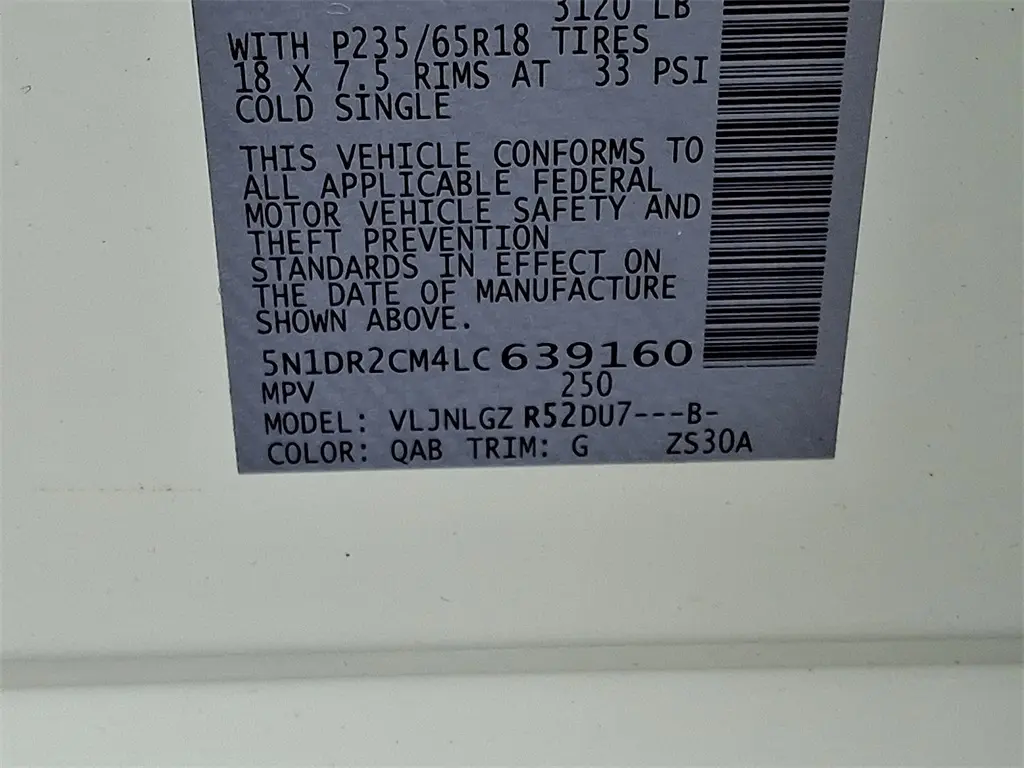 3120 LB
WITH P235/65R18 TIRES
18 X 7.5 RIMS AT 33 PSI
COLD SINGLE
THIS VEHICLE CONFORMS TO
ALL APPLICABLE FEDERAL
MOTOR VEHICLE SAFETY AND
THEFT PREVENTION
STANDARDS IN EFFECT ON
THE DATE OF MANUFACTURE
SHOWN ABOVE.
5N1DR2CM4LC639160
MPV 250
MODEL: VLJNLGZ R52DU7---B-
COLOR: QAB TRIM: G ZS30A